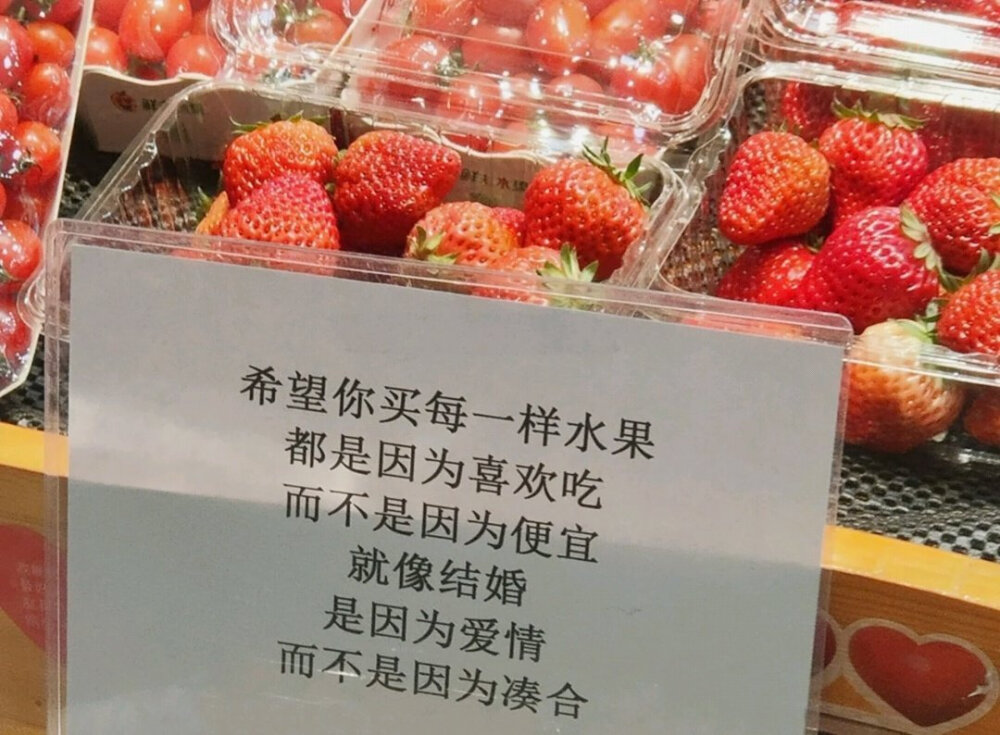 希望你买每一样水果
都是因为喜欢吃
而不是因为便宜
就像结婚
是因为爱情
而不是因为凑合